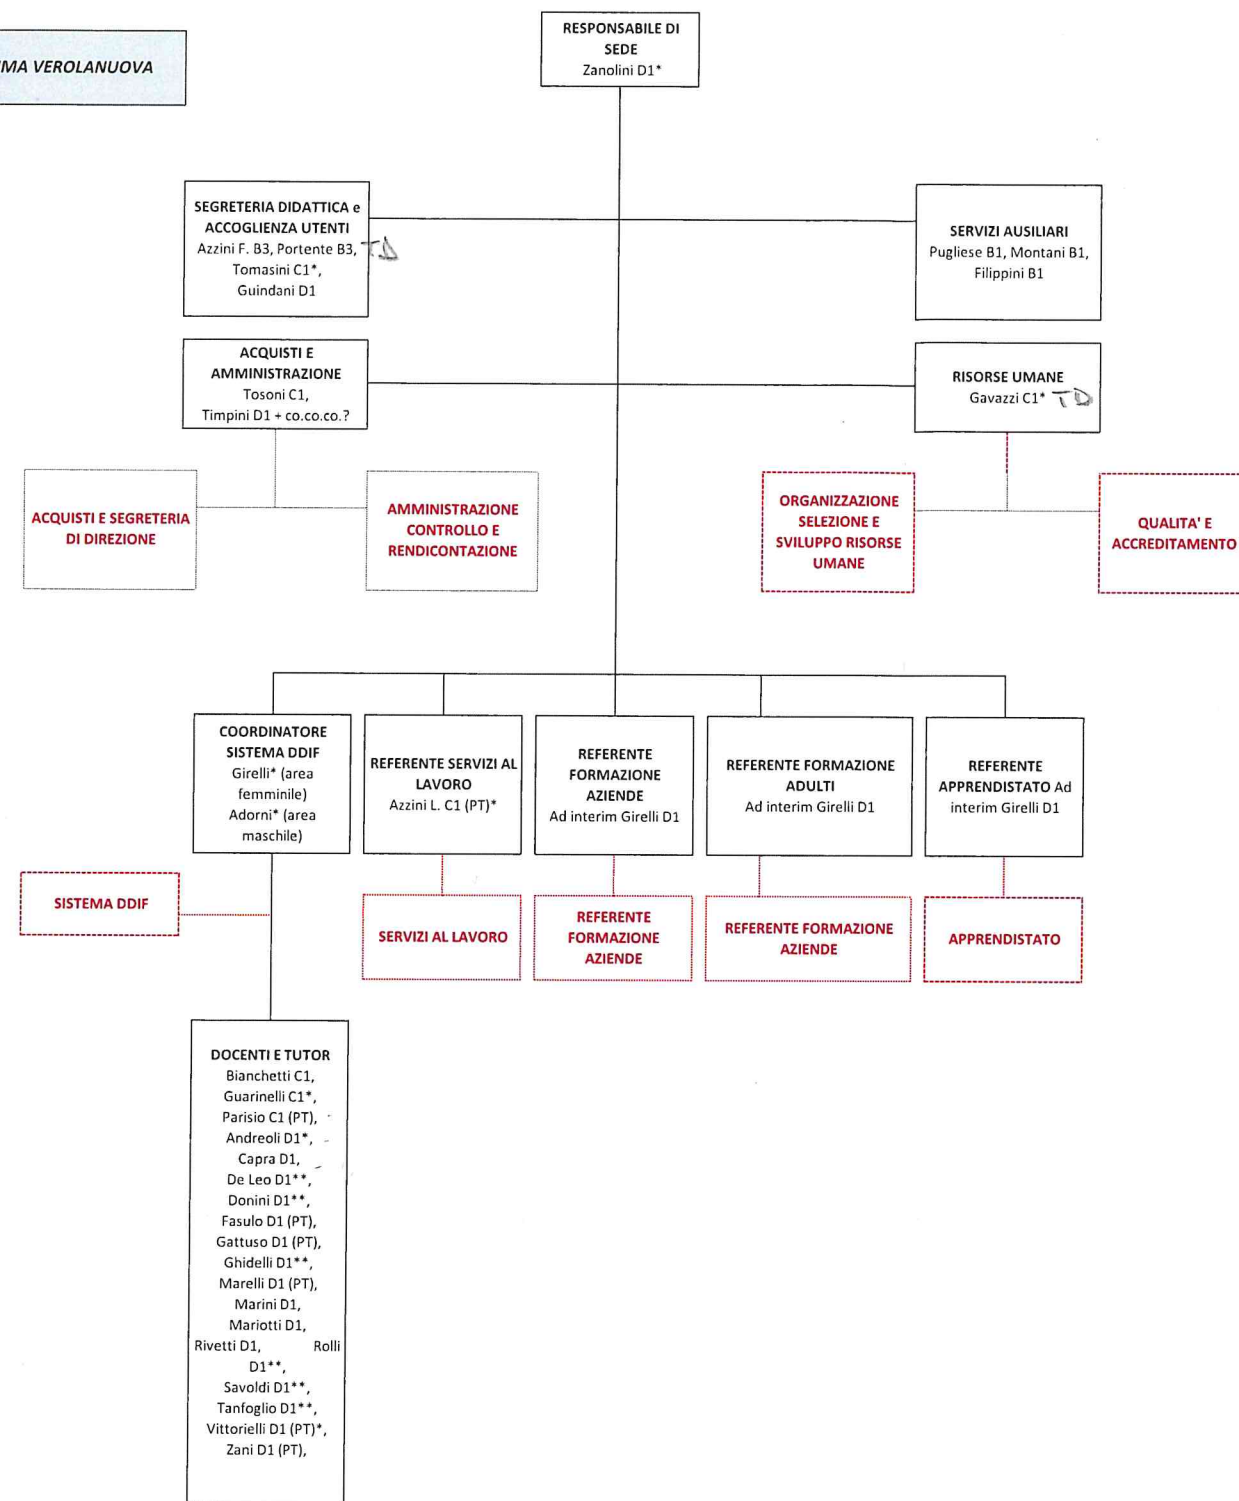 MA VEROLANUOVA
RESPONSABILE DI
SEDE
Zanolini D1*
SEGRETERIA DIDATTICA e
ACCOGLIENZA UTENTI
Azzini F. B3, Portente B3, TD
Tomasini C1*,
Guindani D1
SERVIZI AUSILIARI
Pugliese B1, Montani B1,
Filippini B1
ACQUISTI E
AMMINISTRAZIONE
Tosoni C1,
Timpini D1 + co.co.co.?
RISORSE UMANE
Gavazzi C1* TD
ACQUISTI E SEGRETERIA
DI DIREZIONE
AMMINISTRAZIONE
CONTROLLO E
RENDICONTAZIONE
ORGANIZZAZIONE
SELEZIONE E
SVILUPPO RISORSE
UMANE
QUALITA' E
ACCREDITAMENTO
COORDINATORE
SISTEMA DDIF
Girelli* (area
femminile)
Adorni* (area
maschile)
REFERENTE SERVIZI AL
LAVORO
Azzini L. C1 (PT)*
REFERENTE
FORMAZIONE
AZIENDE
Ad interim Girelli D1
REFERENTE FORMAZIONE
ADULTI
Ad interim Girelli D1
REFERENTE
APPRENDISTATO Ad
interim Girelli D1
SISTEMA DDIF
SERVIZI AL LAVORO
REFERENTE
FORMAZIONE
AZIENDE
REFERENTE FORMAZIONE
AZIENDE
APPRENDISTATO
DOCENTI E TUTOR
Bianchetti C1,
Guarinelli C1*,
Parisio C1 (PT),
Andreoli D1*,
Capra D1,
De Leo D1**,
Donini D1**,
Fasulo D1 (PT),
Gattuso D1 (PT),
Ghidelli D1**,
Marelli D1 (PT),
Marini D1,
Mariotti D1,
Rivetti D1, Rolli
D1**,
Savoldi D1**,
Tanfoglio D1**,
Vittorielli D1 (PT)*,
Zani D1 (PT),